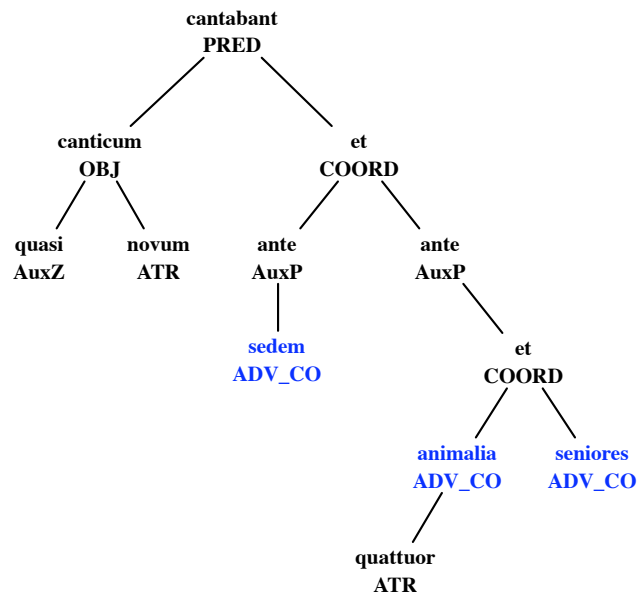 cantabant
PRED
canticum
OBJ
et
COORD
quasi
AuxZ
novum
ATR
ante
AuxP
ante
AuxP
sedem
ADV_CO
et
COORD
animalia
ADV_CO
seniores
ADV_CO
quattuor
ATR